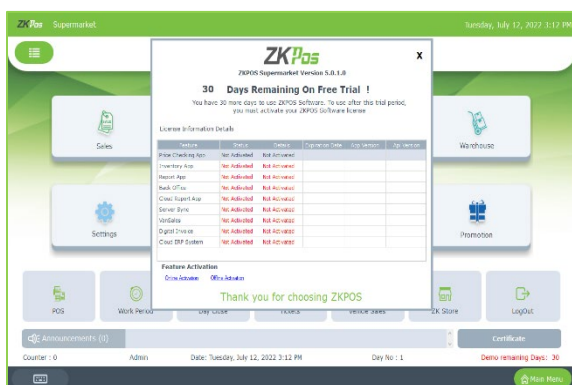 ZKPos Supermarket
Tuesday, July 12, 2022 3:12 PM
ZKPos
X
ZKPOS Supermarket Version 5.0.1.0
30 Days Remaining On Free Trial !
You have 30 more days to use ZKPOS Software. To use after this trial period,
you must activate your ZKPOS Software license
License Information Details
Feature Status Details Expiration Date App Version Api Version
Price Checking App Not Activated Not Activated
Inventory App Not Activated Not Activated
Report App Not Activated Not Activated
Back Office Not Activated Not Activated
Cloud Report App Not Activated Not Activated
Server Sync Not Activated Not Activated
VanSales Not Activated Not Activated
Digital Invoice Not Activated Not Activated
Cloud ERP System Not Activated Not Activated
Feature Activation
Online Activation Offline Activation
Thank you for choosing ZKPOS
Sales
Warehouse
Settings
Promotion
POS
Work Period
Day Close
Tickets
Vehicle Sales
ZK Store
LogOut
Announcements (0)
Certificate
Counter : 0 Admin Date: Tuesday, July 12, 2022 3:12 PM Day No : 1 Demo remaining Days: 30
Main Menu